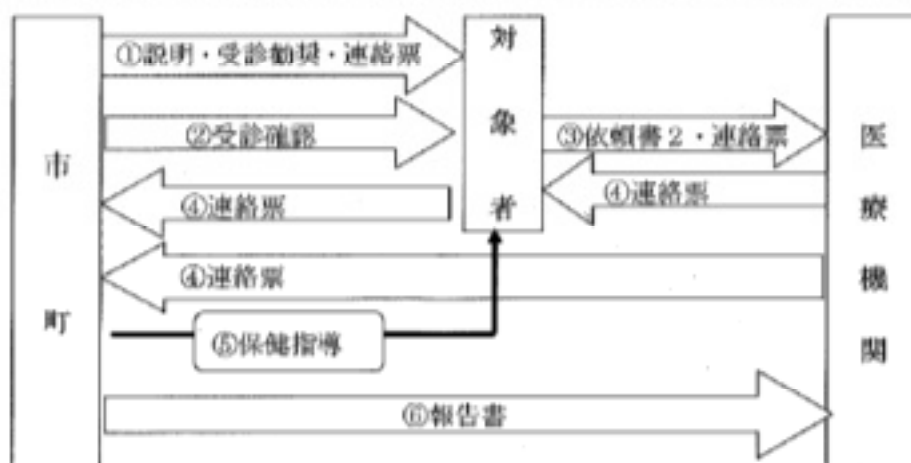 市町
対象者
医療機関
①説明・受診勧奨・連絡票
②受診確認
③依頼書2・連絡票
④連絡票
④連絡票
④連絡票
⑤保健指導
⑥報告書